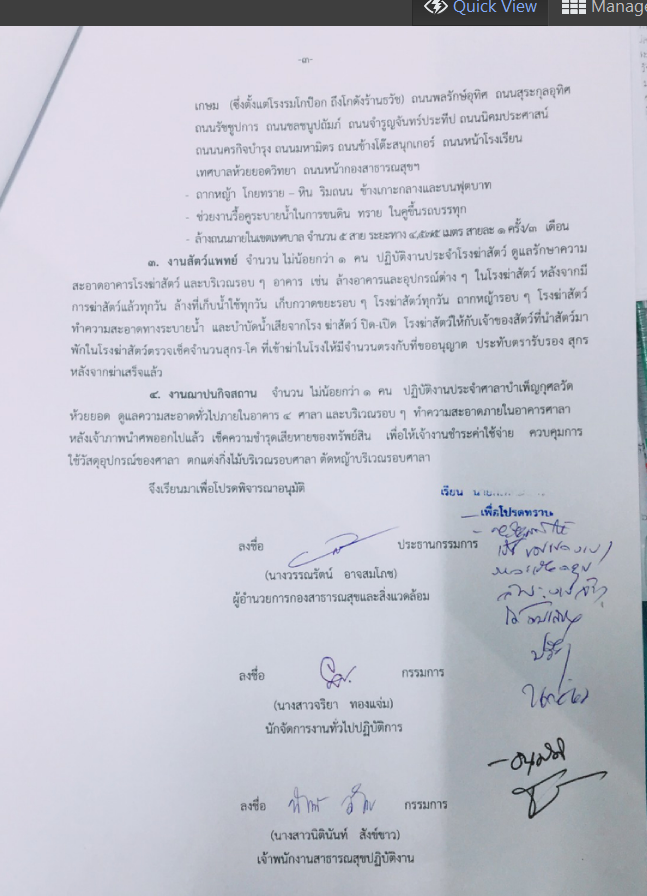 Quick View
Manage
-๓-
เกษม (ซึ่งตั้งแต่โรงรมโกป๊อก ถึงโกดังร้านธวัช) ถนนพลรักษ์อุทิศ ถนนสุระกุลอุทิศ
ถนนรัชชูปการ ถนนชลชนูปถัมภ์ ถนนจำรูญจันทร์ประทีป ถนนนิคมประศาสน์
ถนนนครกิจบำรุง ถนนมหามิตร ถนนข้างโต๊ะสนุกเกอร์ ถนนหน้าโรงเรียน
เทศบาลห้วยยอดวิทยา ถนนหน้ากองสาธารณสุขฯ
- ถากหญ้า โกยทราย – หิน ริมถนน ข้างเกาะกลางและบนฟุตบาท
- ช่วยงานรื้อคูระบายน้ำในการขนดิน ทราย ในคูขึ้นรถบรรทุก
- ล้างถนนภายในเขตเทศบาล จำนวน ๕ สาย ระยะทาง เมตร สายละ ๑ ครั้ง/๓ เดือน
๓. งานสัตว์แพทย์ จำนวน ไม่น้อยกว่า ๑ คน ปฏิบัติงานประจำโรงฆ่าสัตว์ ดูแลรักษาความ
สะอาดอาคารโรงฆ่าสัตว์ และบริเวณรอบ ๆ อาคาร เช่น ล้างอาคารและอุปกรณ์ต่าง ๆ ในโรงฆ่าสัตว์ หลังจากมี
การฆ่าสัตว์แล้วทุกวัน ล้างที่เก็บน้ำใช้ทุกวัน เก็บกวาดขยะรอบ ๆ โรงฆ่าสัตว์ทุกวัน ถากหญ้ารอบ ๆ โรงฆ่าสัตว์
ทำความสะอาดทางระบายน้ำ และบำบัดน้ำเสียจากโรง ฆ่าสัตว์ ปิด-เปิด โรงฆ่าสัตว์ให้กับเจ้าของสัตว์ที่นำสัตว์มา
พักในโรงฆ่าสัตว์ตรวจเช็คจำนวนสุกร-โค ที่เข้าฆ่าในโรงให้มีจำนวนตรงกับที่ขออนุญาต ประทับตรารับรอง สุกร
หลังจากฆ่าเสร็จแล้ว
๔. งานฌาปนกิจสถาน จำนวน ไม่น้อยกว่า ๑ คน ปฏิบัติงานประจำศาลาบำเพ็ญกุศลวัด
ห้วยยอด ดูแลความสะอาดทั่วไปภายในอาคาร ๔ ศาลา และบริเวณรอบ ๆ ทำความสะอาดภายในอาคารศาลา
หลังเจ้าภาพนำศพออกไปแล้ว เช็คความชำรุดเสียหายของทรัพย์สิน เพื่อให้เจ้างานชำระค่าใช้จ่าย ควบคุมการ
ใช้วัสดุอุปกรณ์ของศาลา ตกแต่งกิ่งไม้บริเวณรอบศาลา ตัดหญ้าบริเวณรอบศาลา
จึงเรียนมาเพื่อโปรดพิจารณาอนุมัติ
เรียน
- เพื่อโปรดทราบ
ลงชื่อ ประธานกรรมการ
(นางวรรณรัตน์ อาจสมโภช)
ผู้อำนวยการกองสาธารณสุขและสิ่งแวดล้อม
ลงชื่อ กรรมการ
(นางสาวจริยา ทองแจ่ม)
นักจัดการงานทั่วไปปฏิบัติการ
- อนุมัติ
ลงชื่อ กรรมการ
(นางสาวนิตินันท์ สังข์ขาว)
เจ้าพนักงานสาธารณสุขปฏิบัติงาน